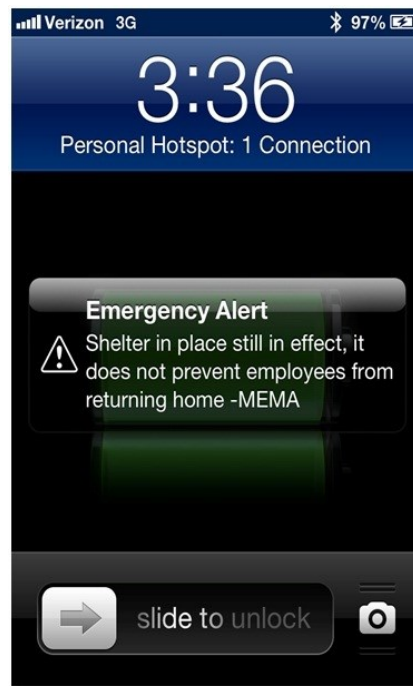 Verizon 3G 97%
3:36
Personal Hotspot: 1 Connection
Emergency Alert
Shelter in place still in effect, it
does not prevent employees from
returning home -MEMA
slide to unlock